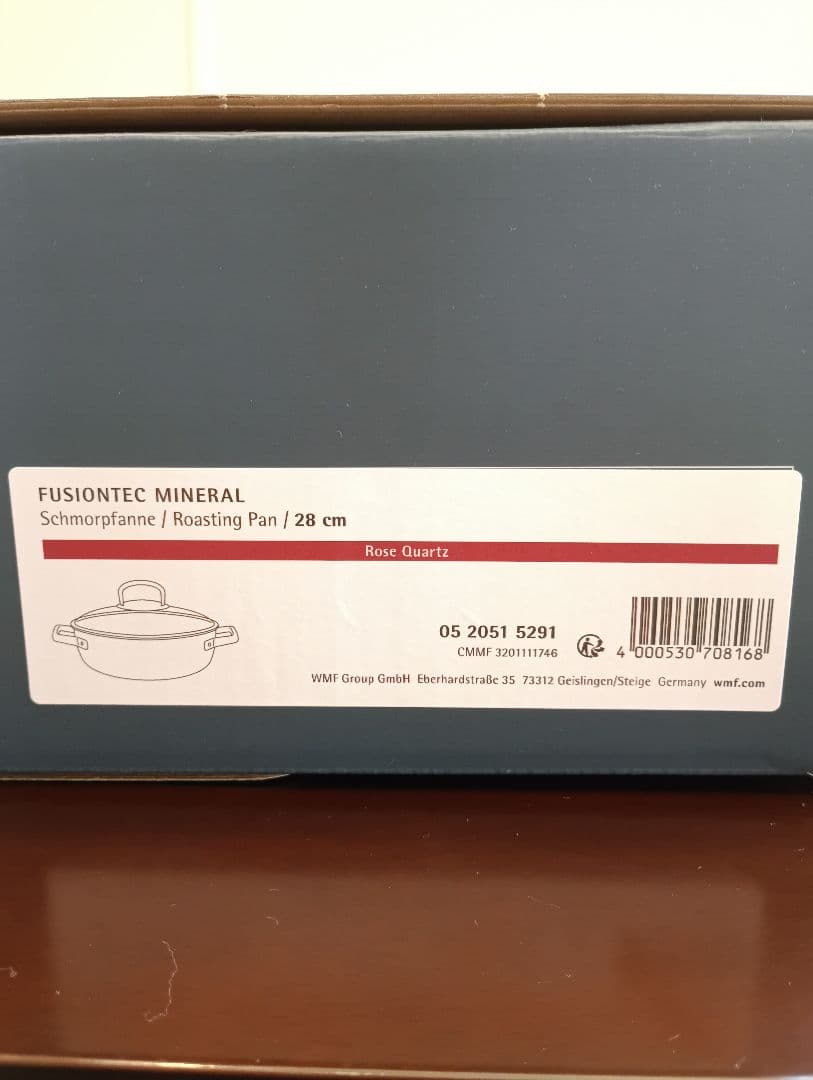 FUSIONTEC MINERAL
Schmorpfanne / Roasting Pan / 28 cm
Rose Quartz
05 2051 5291
CMMF 3201111746
4 000530 708168
WMF Group GmbH Eberhardstraße 35 73312 Geislingen/Steige Germany wmf.com